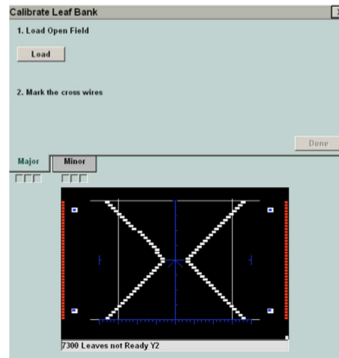 Calibrate Leaf Bank
1. Load Open Field
Load
2. Mark the cross wires
Done
Major Minor
7300 Leaves not Ready Y2